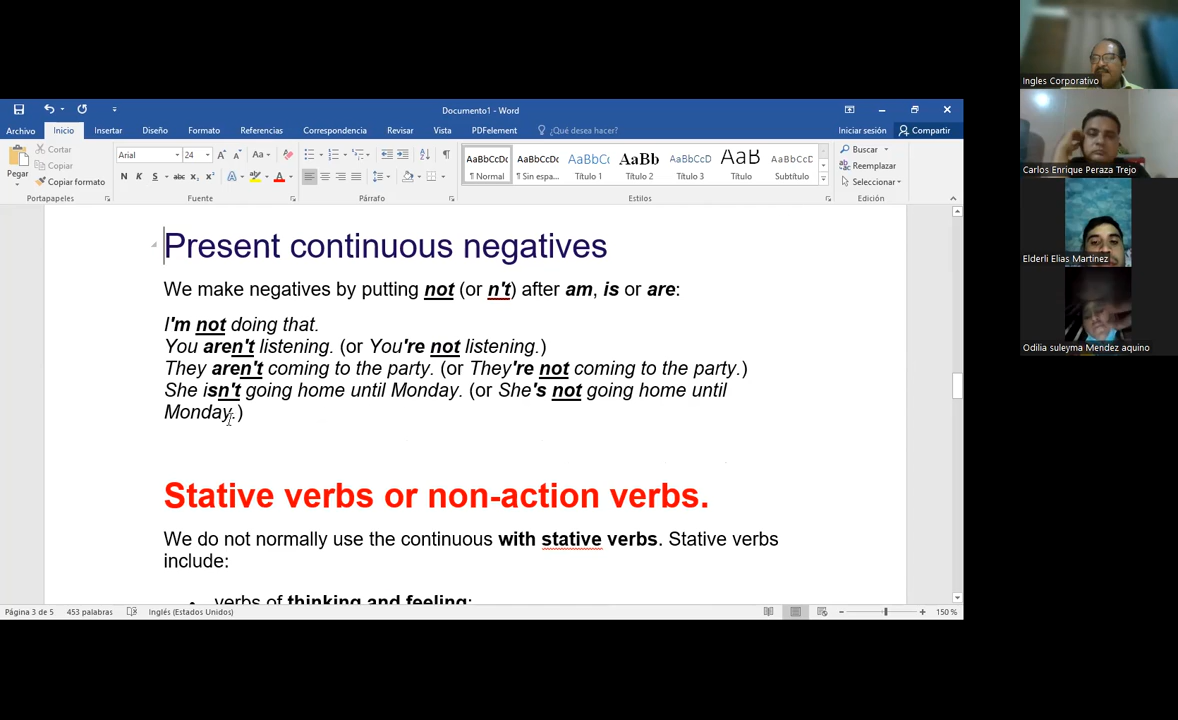 Documento1 - Word
Archivo Inicio Insertar Diseño Formato Referencias Correspondencia Revisar Vista PDFelement ¿Qué desea hacer? Iniciar sesión Compartir
Pegar Cortar Copiar Copiar formato
Arial 24
N K S abc x₂ x²
AaBbCcDc AaBbCcDc AaBbCc AaBb AaBbCcD AaB AaBbCcD
¶ Normal ¶ Sin espa... Título 1 Título 2 Título 3 Título Subtítulo
Buscar
Reemplazar
Seleccionar
Portapapeles Fuente Párrafo Estilos Edición
Present continuous negatives
We make negatives by putting not (or n't) after am, is or are:
I'm not doing that.
You aren't listening. (or You're not listening.)
They aren't coming to the party. (or They're not coming to the party.)
She isn't going home until Monday. (or She's not going home until
Monday.)
Stative verbs or non-action verbs.
We do not normally use the continuous with stative verbs. Stative verbs
include:
• verbs of thinking and feeling:
Página 3 de 5 453 palabras Inglés (Estados Unidos) 150 %
Ingles Corporativo
Carlos Enrique Peraza Trejo
Elderli Elias Martinez
Odilia suleyma Mendez aquino